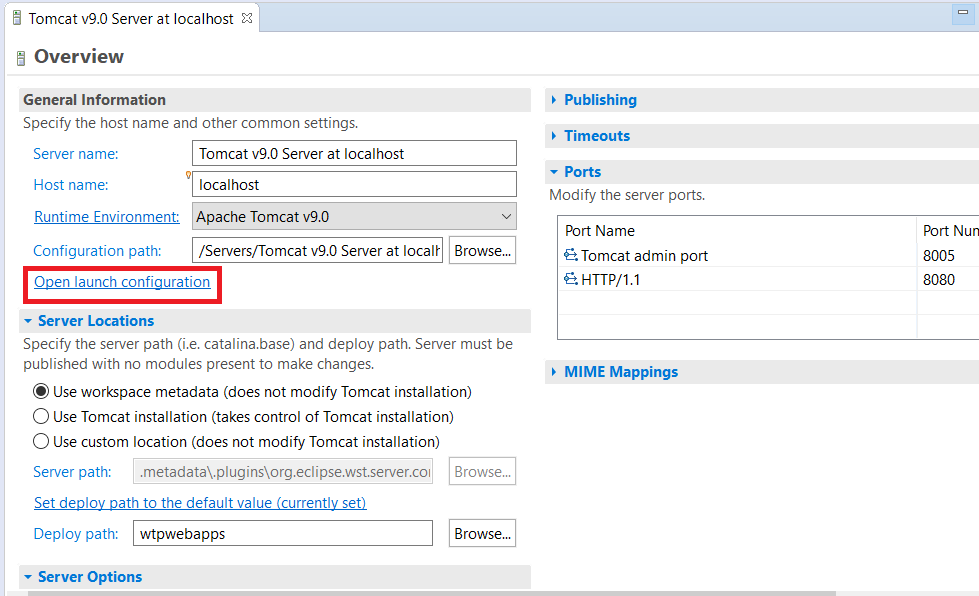 Tomcat v9.0 Server at localhost
Overview
General Information
Specify the host name and other common settings.
Server name: Tomcat v9.0 Server at localhost
Host name: localhost
Runtime Environment: Apache Tomcat v9.0
Configuration path: /Servers/Tomcat v9.0 Server at localh Browse...
Open launch configuration
Server Locations
Specify the server path (i.e. catalina.base) and deploy path. Server must be
published with no modules present to make changes.
Use workspace metadata (does not modify Tomcat installation)
Use Tomcat installation (takes control of Tomcat installation)
Use custom location (does not modify Tomcat installation)
Server path: .metadata\.plugins\org.eclipse.wst.server.co Browse...
Set deploy path to the default value (currently set)
Deploy path: wtpwebapps Browse...
Server Options
Publishing
Timeouts
Ports
Modify the server ports.
Port Name Port Num
Tomcat admin port 8005
HTTP/1.1 8080
MIME Mappings